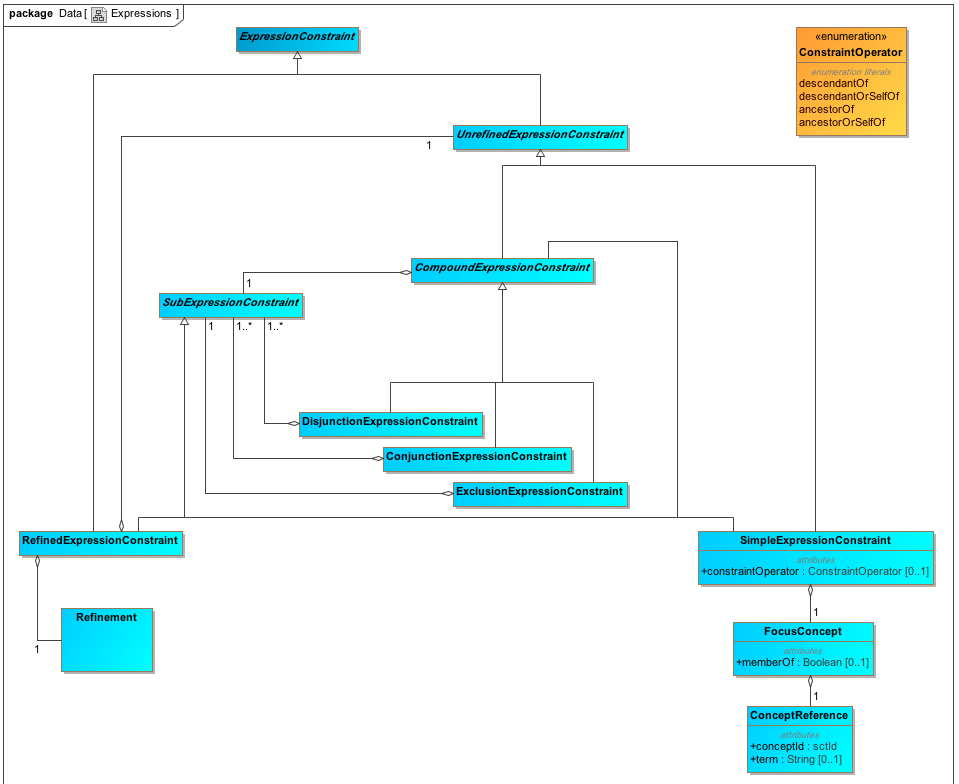 package Data [ Expressions ]
ExpressionConstraint
«enumeration»
ConstraintOperator
enumeration literals
descendantOf
descendantOrSelfOf
ancestorOf
ancestorOrSelfOf
UnrefinedExpressionConstraint
1
CompoundExpressionConstraint
1
SubExpressionConstraint
1 1..* 1..*
DisjunctionExpressionConstraint
ConjunctionExpressionConstraint
ExclusionExpressionConstraint
RefinedExpressionConstraint
SimpleExpressionConstraint
attributes
+constraintOperator : ConstraintOperator [0..1]
1
Refinement
1
FocusConcept
attributes
+memberOf : Boolean [0..1]
1
ConceptReference
attributes
+conceptId : sctId
+term : String [0..1]